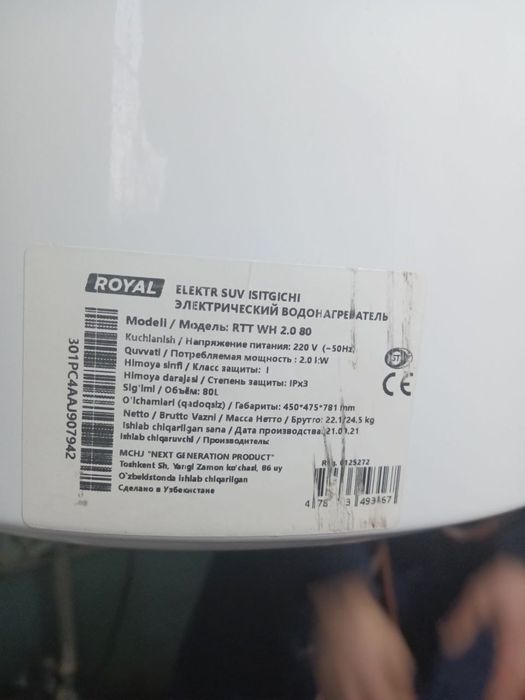 ROYAL
ELEKTR SUV ISITGICHI
ЭЛЕКТРИЧЕСКИЙ ВОДОНАГРЕВАТЕЛЬ
Modeli / Модель: RTT WH 2.0 80
Kuchlanish / Напряжение питания: 220 V (~50Hz)
Quvvati / Потребляемая мощность : 2.0 kW
Himoya sinfi / Класс защиты: I
Himoya darajasi / Степень защиты: IPx3
Sig'imi / Объём: 80L
O'lchamlari (qadoqsiz) / Габариты: 450*475*781 mm
Netto / Brutto Vazni / Масса Нетто / Брутто: 22.1/24.5 kg
Ishlab chiqarilgan sana / Дата производства: 21.01.21
Ishlab chiqaruvchi / Производитель:
MCHJ "NEXT GENERATION PRODUCT"
Toshkent Sh, Yangi Zamon ko'chasi, 86 uy
O'zbekistonda ishlab chiqarilgan
Сделано в Узбекистане
301PC4AAJ907942
CE
0125272